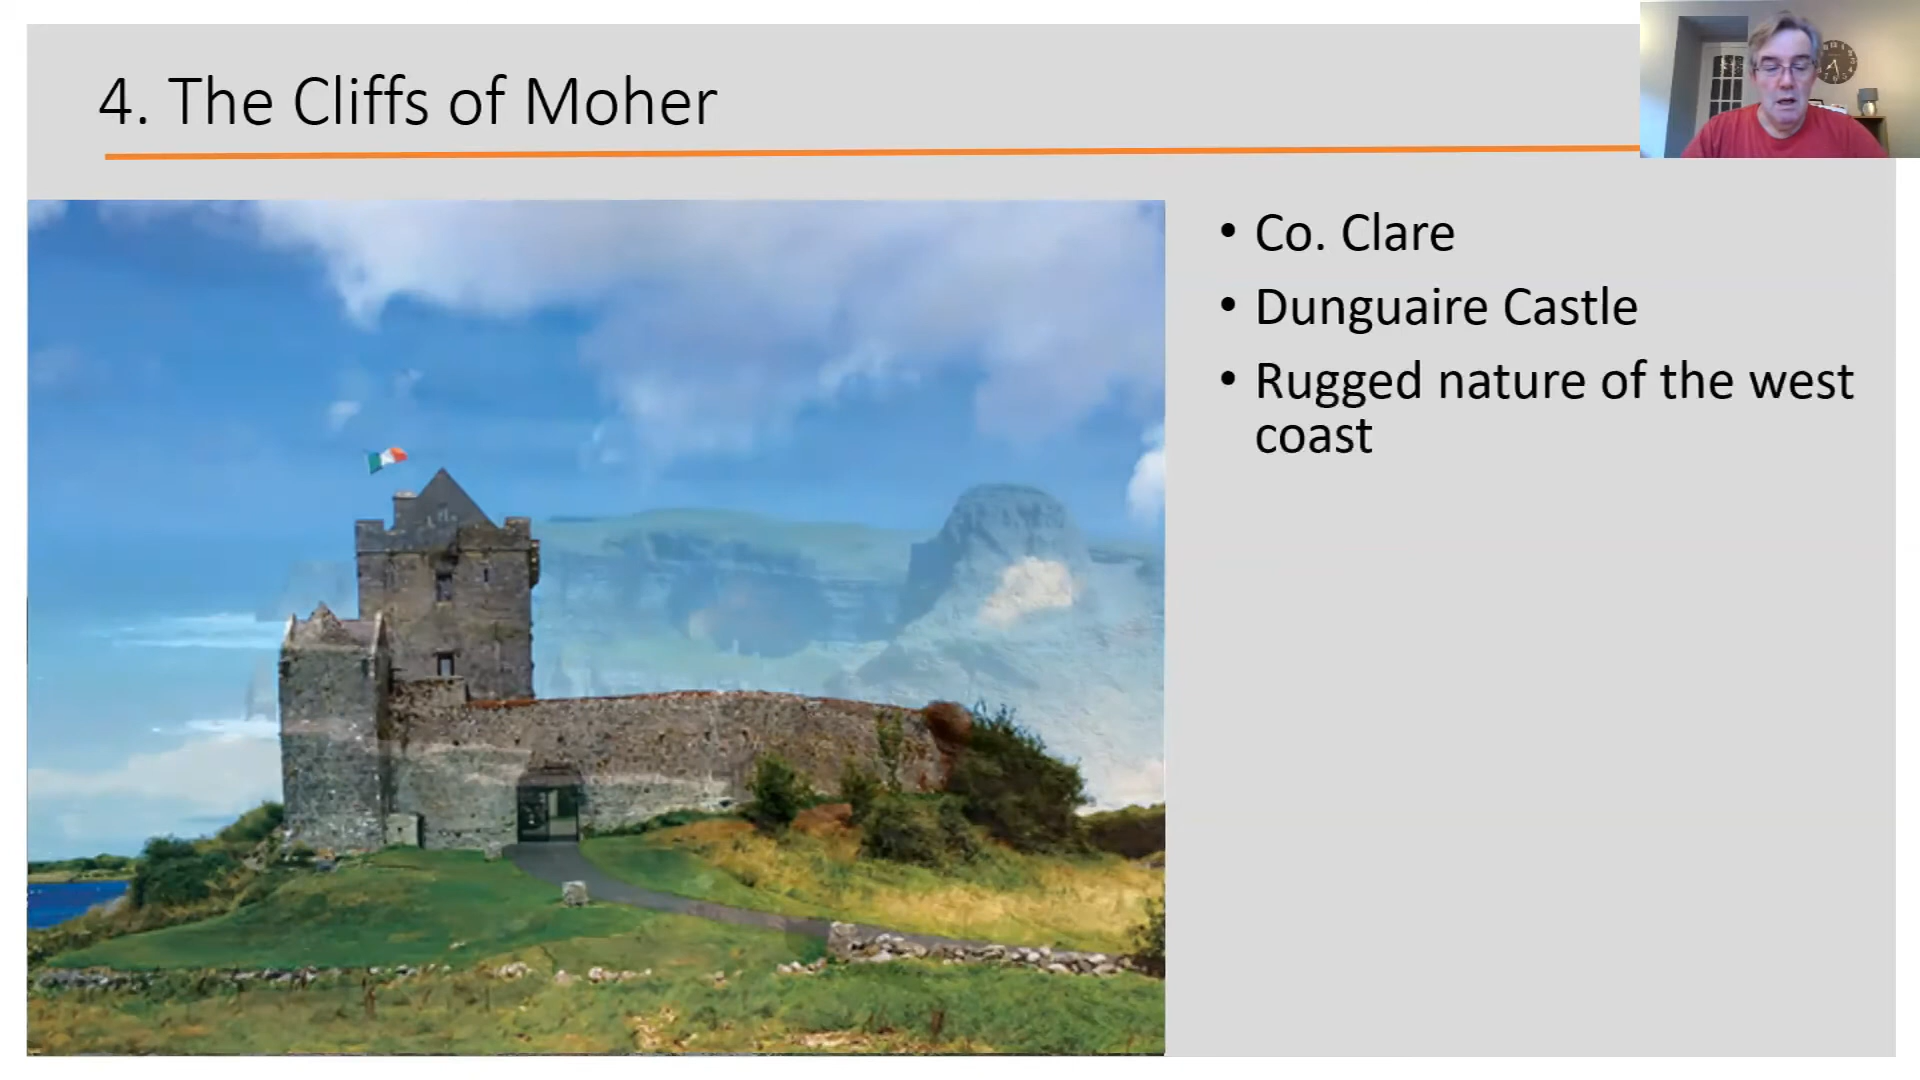 4. The Cliffs of Moher
• Co. Clare
• Dunguaire Castle
• Rugged nature of the west
coast